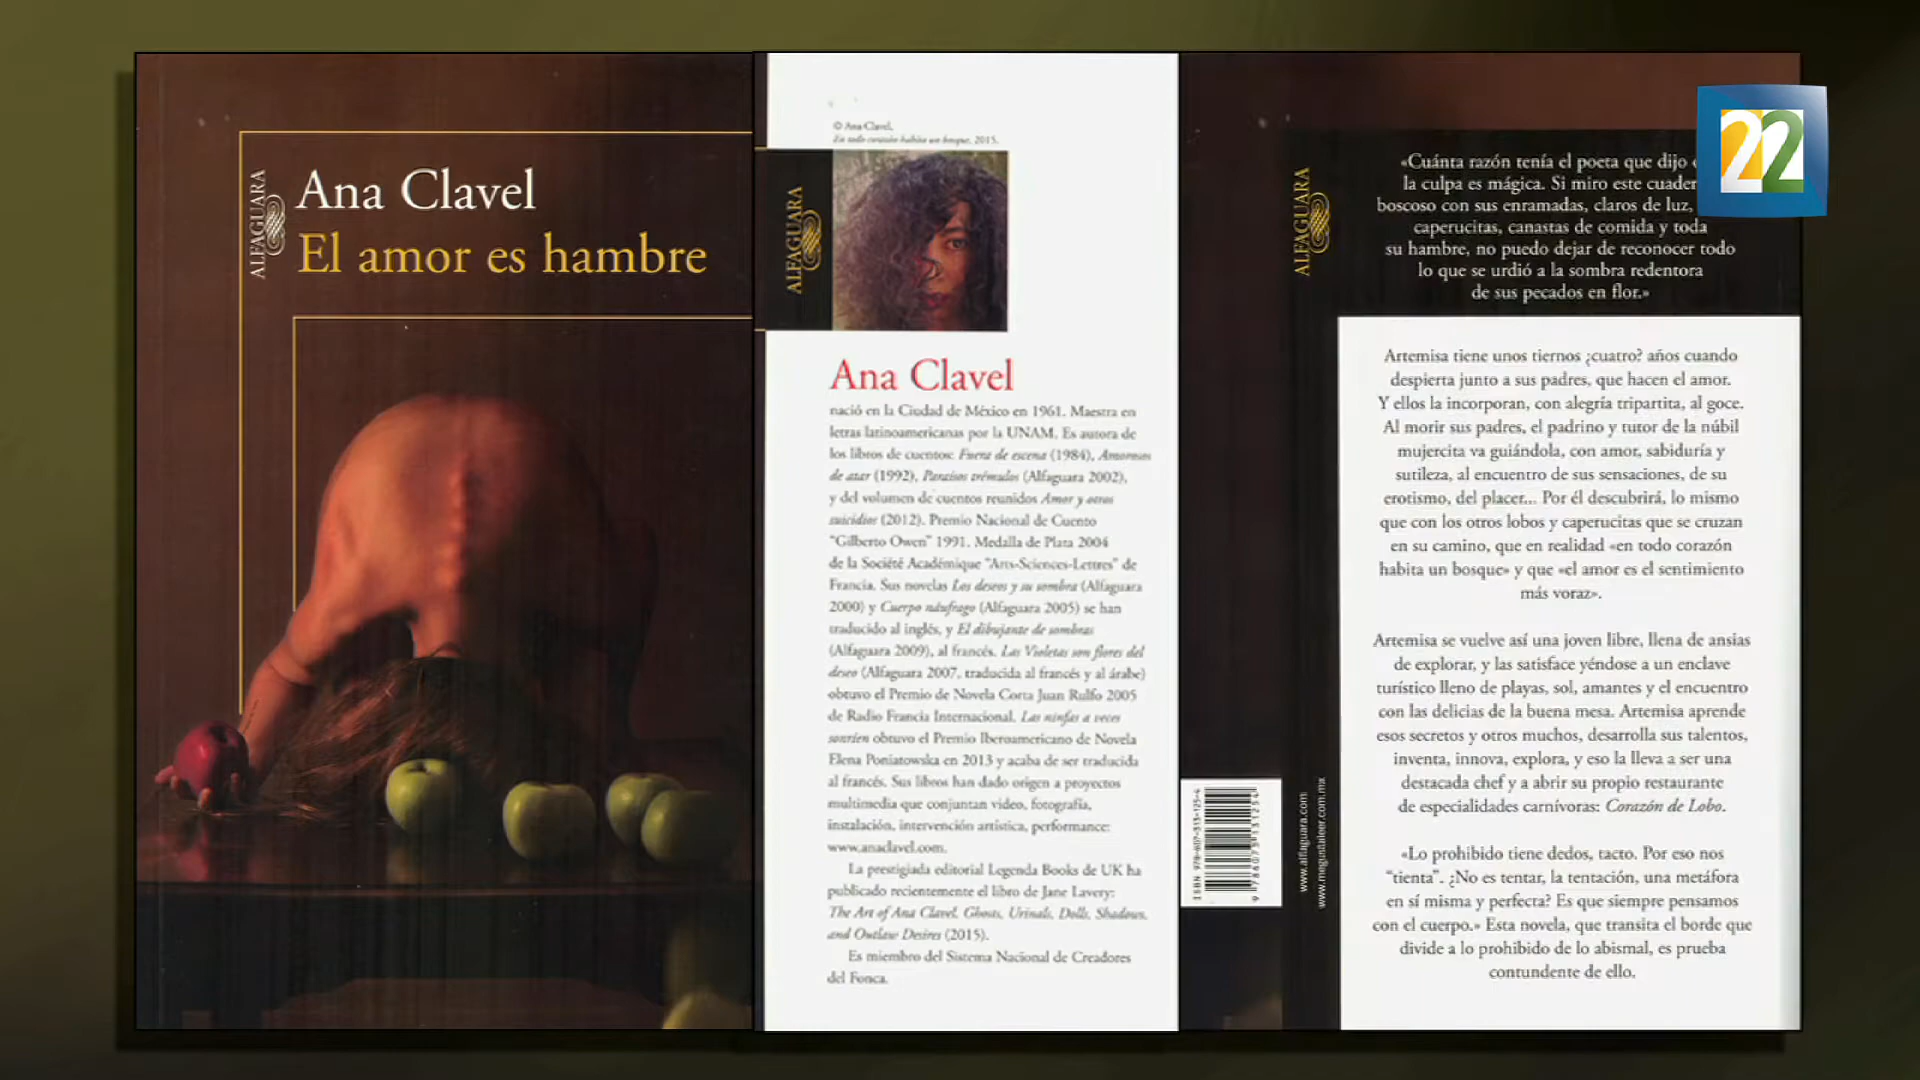 ALFAGUARA
Ana Clavel
El amor es hambre
© Ana Clavel,
En todo corazón habita un bosque, 2015.
ALFAGUARA
Ana Clavel
nació en la Ciudad de México en 1961. Maestra en
letras latinoamericanas por la UNAM. Es autora de
los libros de cuentos: Fuera de escena (1984), Amorosos
de atar (1992), Paraísos trémulos (Alfaguara 2002),
y del volumen de cuentos reunidos Amor y otros
suicidios (2012). Premio Nacional de Cuento
"Gilberto Owen" 1991. Medalla de Plata 2004
de la Société Académique "Arts-Sciences-Lettres" de
Francia. Sus novelas Los deseos y su sombra (Alfaguara
2000) y Cuerpo náufrago (Alfaguara 2005) se han
traducido al inglés, y El dibujante de sombras
(Alfaguara 2009), al francés. Las Violetas son flores del
deseo (Alfaguara 2007, traducida al francés y al árabe)
obtuvo el Premio de Novela Corta Juan Rulfo 2005
de Radio Francia Internacional. Las ninfas a veces
sonríen obtuvo el Premio Iberoamericano de Novela
Elena Poniatowska en 2013 y acaba de ser traducida
al francés. Sus libros han dado origen a proyectos
multimedia que conjuntan video, fotografía,
instalación, intervención artística, performance:
www.anaclavel.com.
La prestigiada editorial Legenda Books de UK ha
publicado recientemente el libro de Jane Lavery:
The Art of Ana Clavel. Ghosts, Urinals, Dolls, Shadows,
and Outlaw Desires (2015).
Es miembro del Sistema Nacional de Creadores
del Fonca.
22
ALFAGUARA
«Cuánta razón tenía el poeta que dijo
la culpa es mágica. Si miro este
boscoso con sus enramadas, claros de luz,
caperucitas, canastas de comida y toda
su hambre, no puedo dejar de reconocer todo
lo que se urdió a la sombra redentora
de sus pecados en flor.»
Artemisa tiene unos tiernos ¿cuatro? años cuando
despierta junto a sus padres, que hacen el amor.
Y ellos la incorporan, con alegría tripartita, al goce.
Al morir sus padres, el padrino y tutor de la núbil
mujercita va guiándola, con amor, sabiduría y
sutileza, al encuentro de sus sensaciones, de su
erotismo, del placer... Por él descubrirá, lo mismo
que con los otros lobos y caperucitas que se cruzan
en su camino, que en realidad «en todo corazón
habita un bosque» y que «el amor es el sentimiento
más voraz».
Artemisa se vuelve así una joven libre, llena de ansias
de explorar, y las satisface yéndose a un enclave
turístico lleno de playas, sol, amantes y el encuentro
con las delicias de la buena mesa. Artemisa aprende
esos secretos y otros muchos, desarrolla sus talentos,
inventa, innova, explora, y eso la lleva a ser una
destacada chef y a abrir su propio restaurante
de especialidades carnívoras: Corazón de Lobo.
«Lo prohibido tiene dedos, tacto. Por eso nos
"tienta". ¿No es tentar, la tentación, una metáfora
en sí misma y perfecta? Es que siempre pensamos
con el cuerpo.» Esta novela, que transita el borde que
divide a lo prohibido de lo abismal, es prueba
contundente de ello.
www.alfaguara.com
www.megustaleer.com.mx